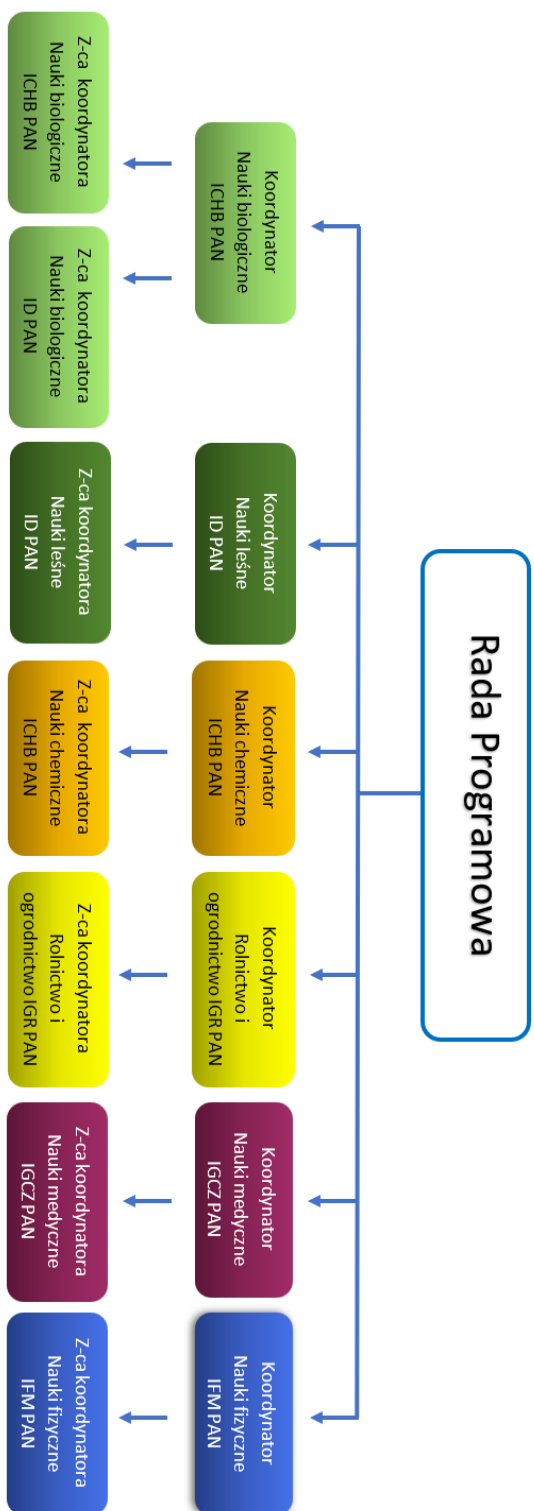 Rada Programowa
Koordynator
Nauki biologiczne
ICHB PAN
Koordynator
Nauki leśne
ID PAN
Koordynator
Nauki chemiczne
ICHB PAN
Koordynator
Rolnictwo i
ogrodnictwo IGR PAN
Koordynator
Nauki medyczne
IGCZ PAN
Koordynator
Nauki fizyczne
IFM PAN
Z-ca koordynatora
Nauki biologiczne
ICHB PAN
Z-ca koordynatora
Nauki biologiczne
ID PAN
Z-ca koordynatora
Nauki leśne
ID PAN
Z-ca koordynatora
Nauki chemiczne
ICHB PAN
Z-ca koordynatora
Rolnictwo i
ogrodnictwo IGR PAN
Z-ca koordynatora
Nauki medyczne
IGCZ PAN
Z-ca koordynatora
Nauki fizyczne
IFM PAN